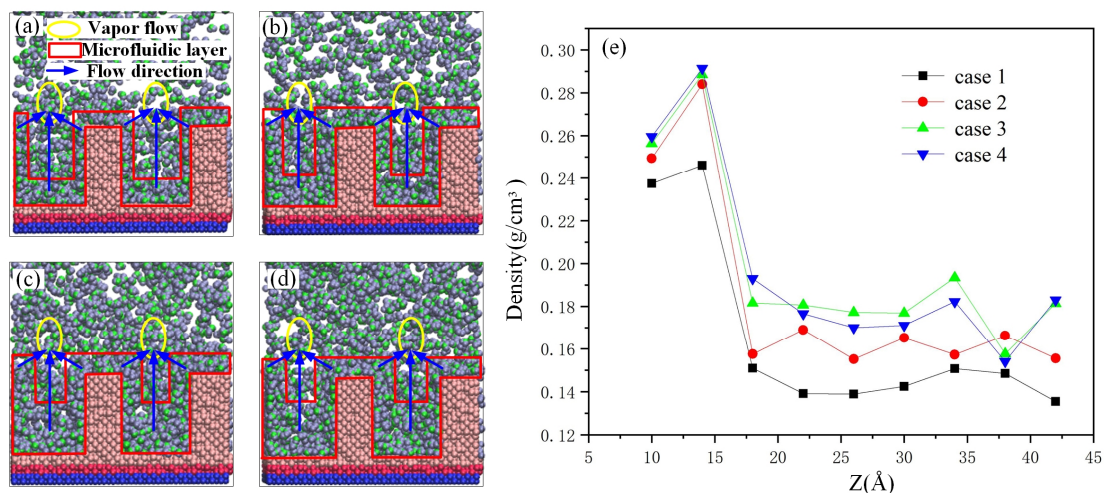 (a)
Vapor flow
Microfluidic layer
Flow direction
(b)
(c)
(d)
(e)
case 1
case 2
case 3
case 4
Density(g/cm³)
0.30
0.28
0.26
0.24
0.22
0.20
0.18
0.16
0.14
0.12
5 10 15 20 25 30 35 40 45
Z(Å)